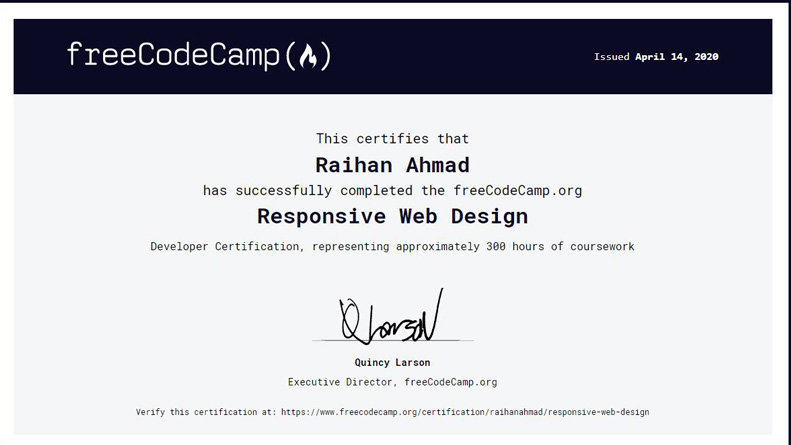 freeCodeCamp(🔥)
Issued April 14, 2020
This certifies that
Raihan Ahmad
has successfully completed the freeCodeCamp.org
Responsive Web Design
Developer Certification, representing approximately 300 hours of coursework
Q Larson
Quincy Larson
Executive Director, freeCodeCamp.org
Verify this certification at: https://www.freecodecamp.org/certification/raihanahmad/responsive-web-design